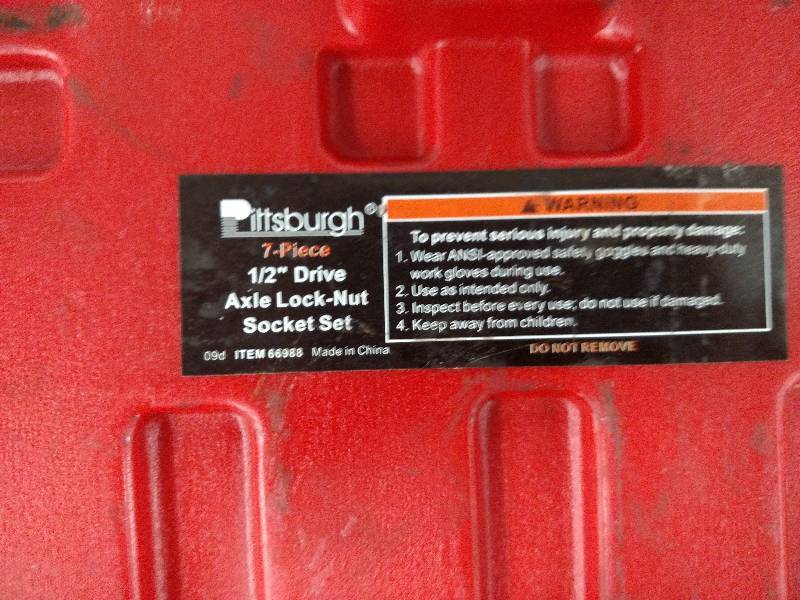 Pittsburgh®
7-Piece
1/2" Drive
Axle Lock-Nut
Socket Set
09d ITEM 66988 Made in China
WARNING
To prevent serious injury and property damage:
1. Wear ANSI-approved safety goggles and heavy-duty
work gloves during use.
2. Use as intended only.
3. Inspect before every use; do not use if damaged.
4. Keep away from children.
DO NOT REMOVE